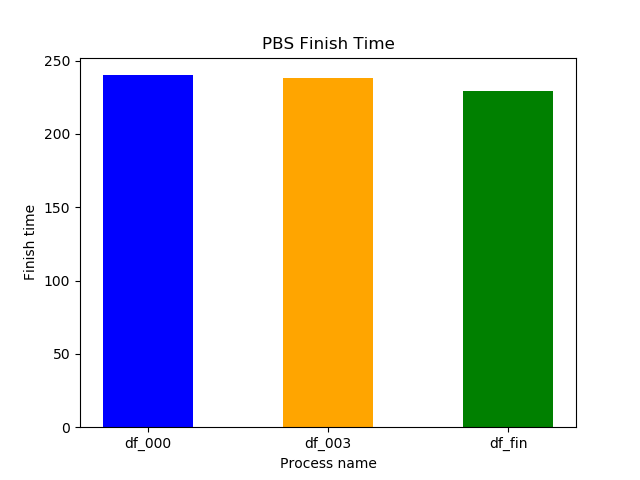 PBS Finish Time
250
200
150
100
50
0
Finish time
df_000 df_003 df_fin
Process name